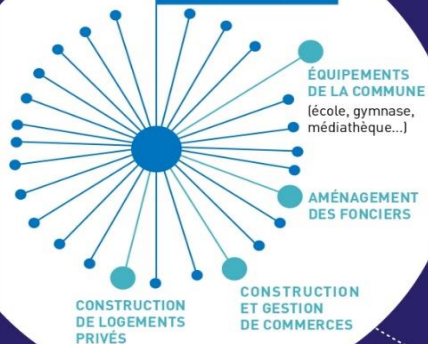 ÉQUIPEMENTS
DE LA COMMUNE
(école, gymnase,
médiathèque...)
AMÉNAGEMENT
DES FONCIERS
CONSTRUCTION
ET GESTION
DE COMMERCES
CONSTRUCTION
DE LOGEMENTS
PRIVÉS